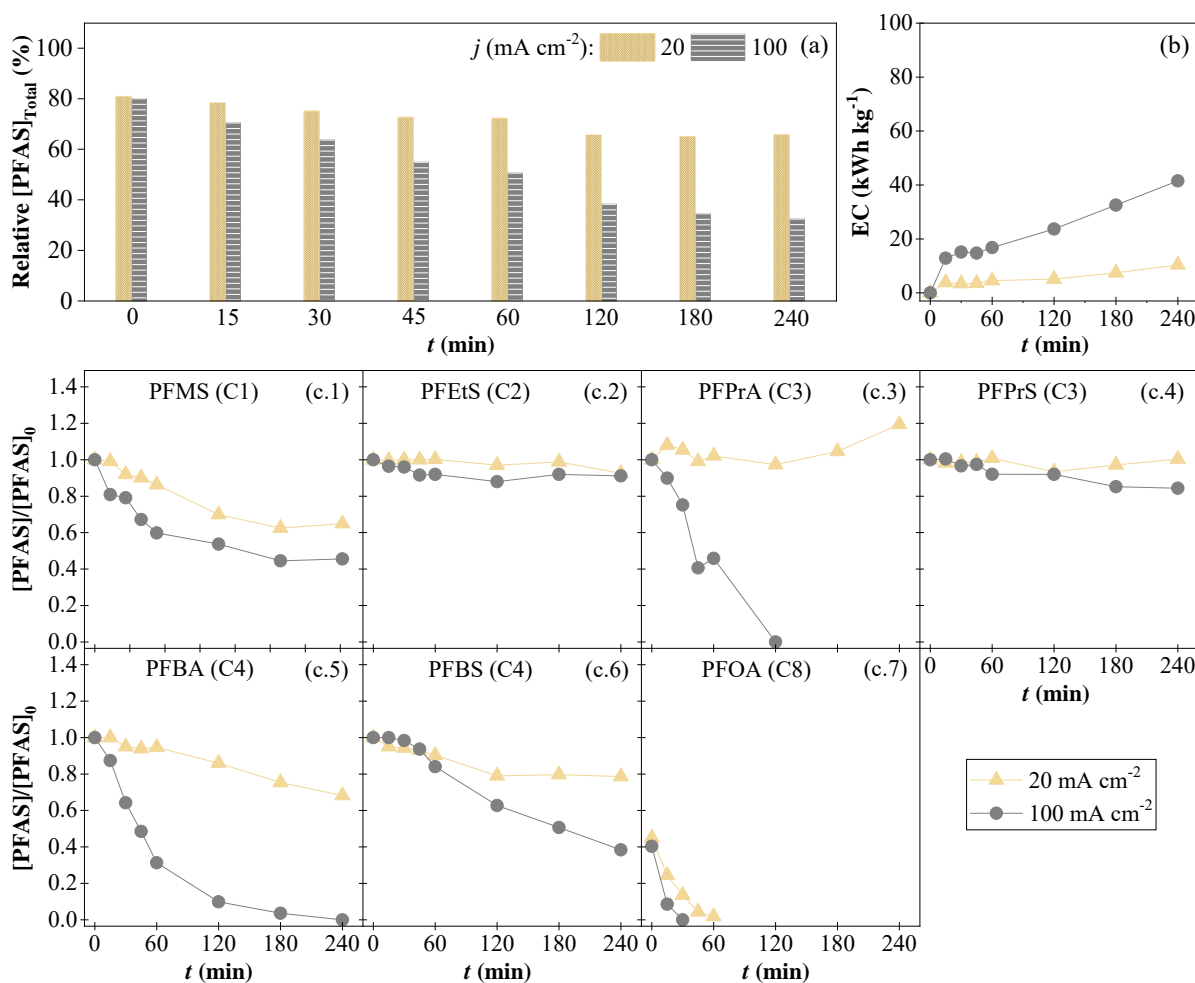 j (mA cm⁻²): 20 100 (a)
Relative [PFAS]Total (%)
100
80
60
40
20
0
0 15 30 45 60 120 180 240
t (min)
(b)
EC (kWh kg⁻¹)
100
80
60
40
20
0
0 60 120 180 240
t (min)
[PFAS]/[PFAS]₀
1.4
1.2
1.0
0.8
0.6
0.4
0.2
0.0
PFMS (C1) (c.1)
PFEtS (C2) (c.2)
PFPrA (C3) (c.3)
PFPrS (C3) (c.4)
0 60 120 180 240
t (min)
[PFAS]/[PFAS]₀
1.4
1.2
1.0
0.8
0.6
0.4
0.2
0.0
PFBA (C4) (c.5)
PFBS (C4) (c.6)
PFOA (C8) (c.7)
0 60 120 180 240
t (min)
0 60 120 180 240
t (min)
0 60 120 180 240
t (min)
20 mA cm⁻²
100 mA cm⁻²